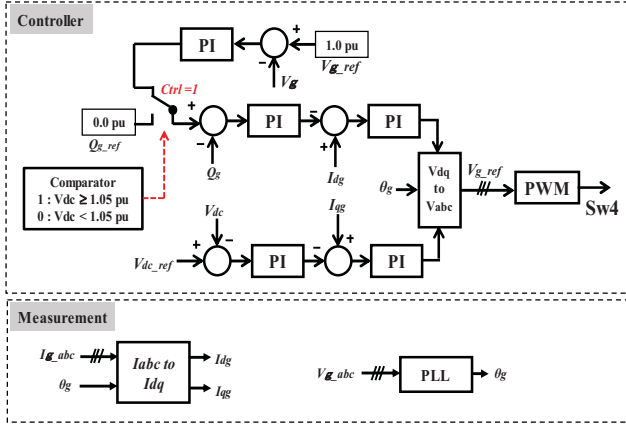 Controller
PI
+
−
1.0 pu
Vg_ref
Vg
Ctrl =1
0.0 pu
Qg_ref
+
−
Qg
PI
−
+
Idg
PI
Comparator
1 : Vdc ≥ 1.05 pu
0 : Vdc < 1.05 pu
θg
Vdq
to
Vabc
Vg_ref
PWM
Sw4
Vdc
Iqg
+
−
Vdc_ref
PI
−
+
PI
Measurement
Ig_abc
θg
Iabc to
Idq
Idg
Iqg
Vg_abc
PLL
θg